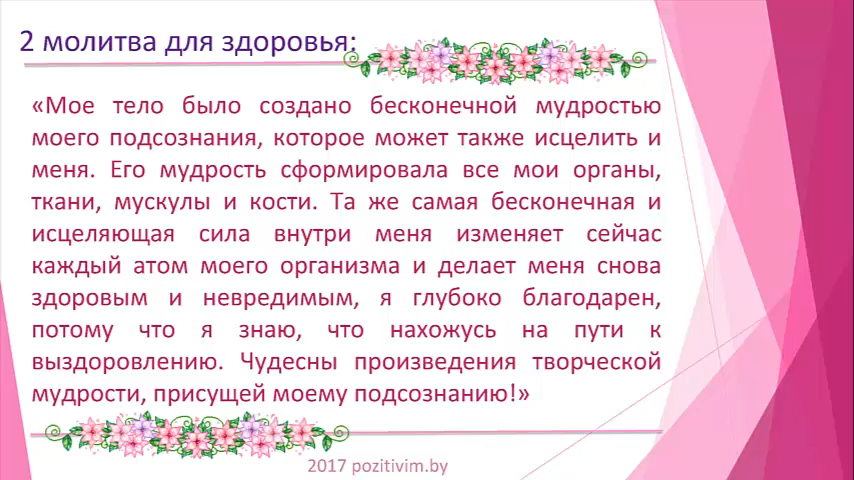 2 молитва для здоровья:
«Мое тело было создано бесконечной мудростью
моего подсознания, которое может также исцелить и
меня. Его мудрость сформировала все мои органы,
ткани, мускулы и кости. Та же самая бесконечная и
исцеляющая сила внутри меня изменяет сейчас
каждый атом моего организма и делает меня снова
здоровым и невредимым, я глубоко благодарен,
потому что я знаю, что нахожусь на пути к
выздоровлению. Чудесны произведения творческой
мудрости, присущей моему подсознанию!»
2017 pozitivim.by